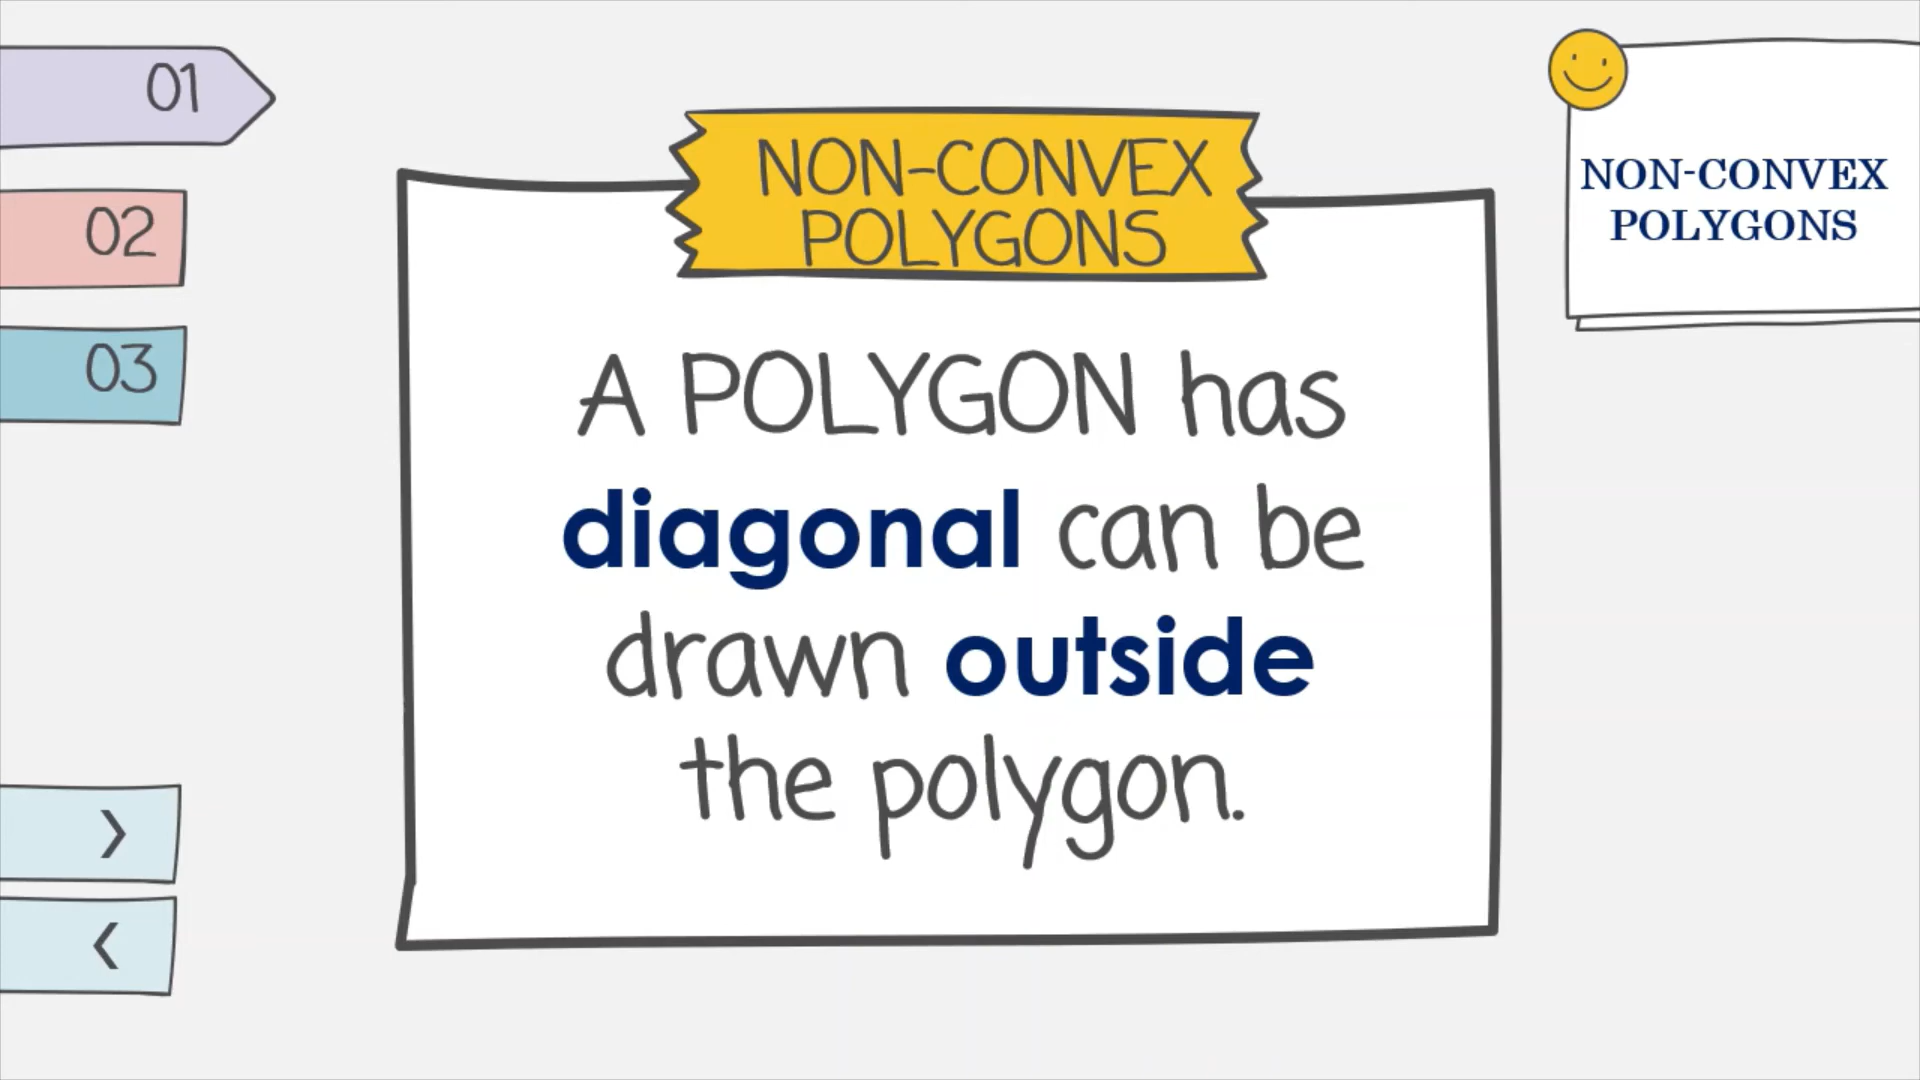 01
02
03
NON-CONVEX
POLYGONS
A POLYGON has
diagonal can be
drawn outside
the polygon.
NON-CONVEX
POLYGONS